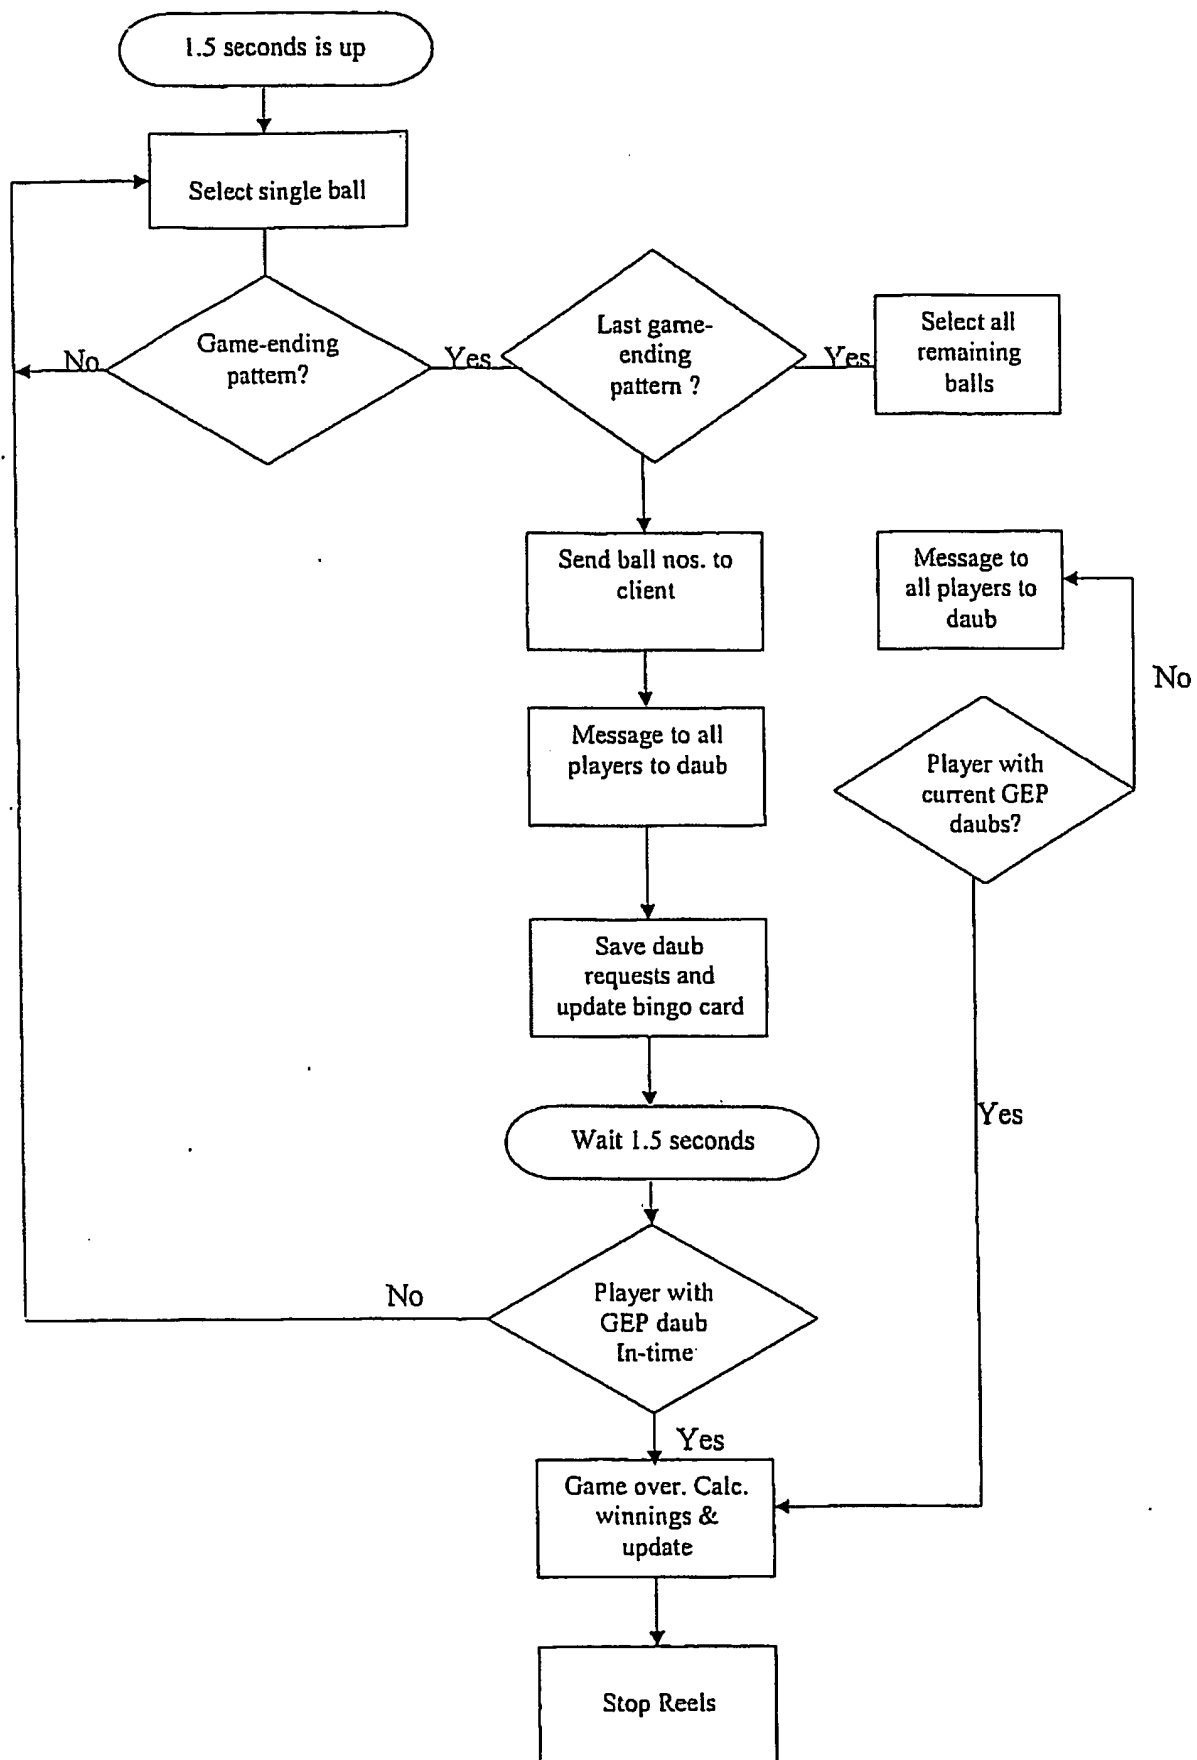 1.5 seconds is up
Select single ball
Game-ending
pattern?
No
Yes
Last game-
ending
pattern ?
Yes
Select all
remaining
balls
Send ball nos. to
client
Message to
all players to
daub
No
Message to all
players to daub
Player with
current GEP
daubs?
Save daub
requests and
update bingo card
Yes
Wait 1.5 seconds
Player with
GEP daub
In-time
No
Yes
Game over. Calc.
winnings &
update
Stop Reels